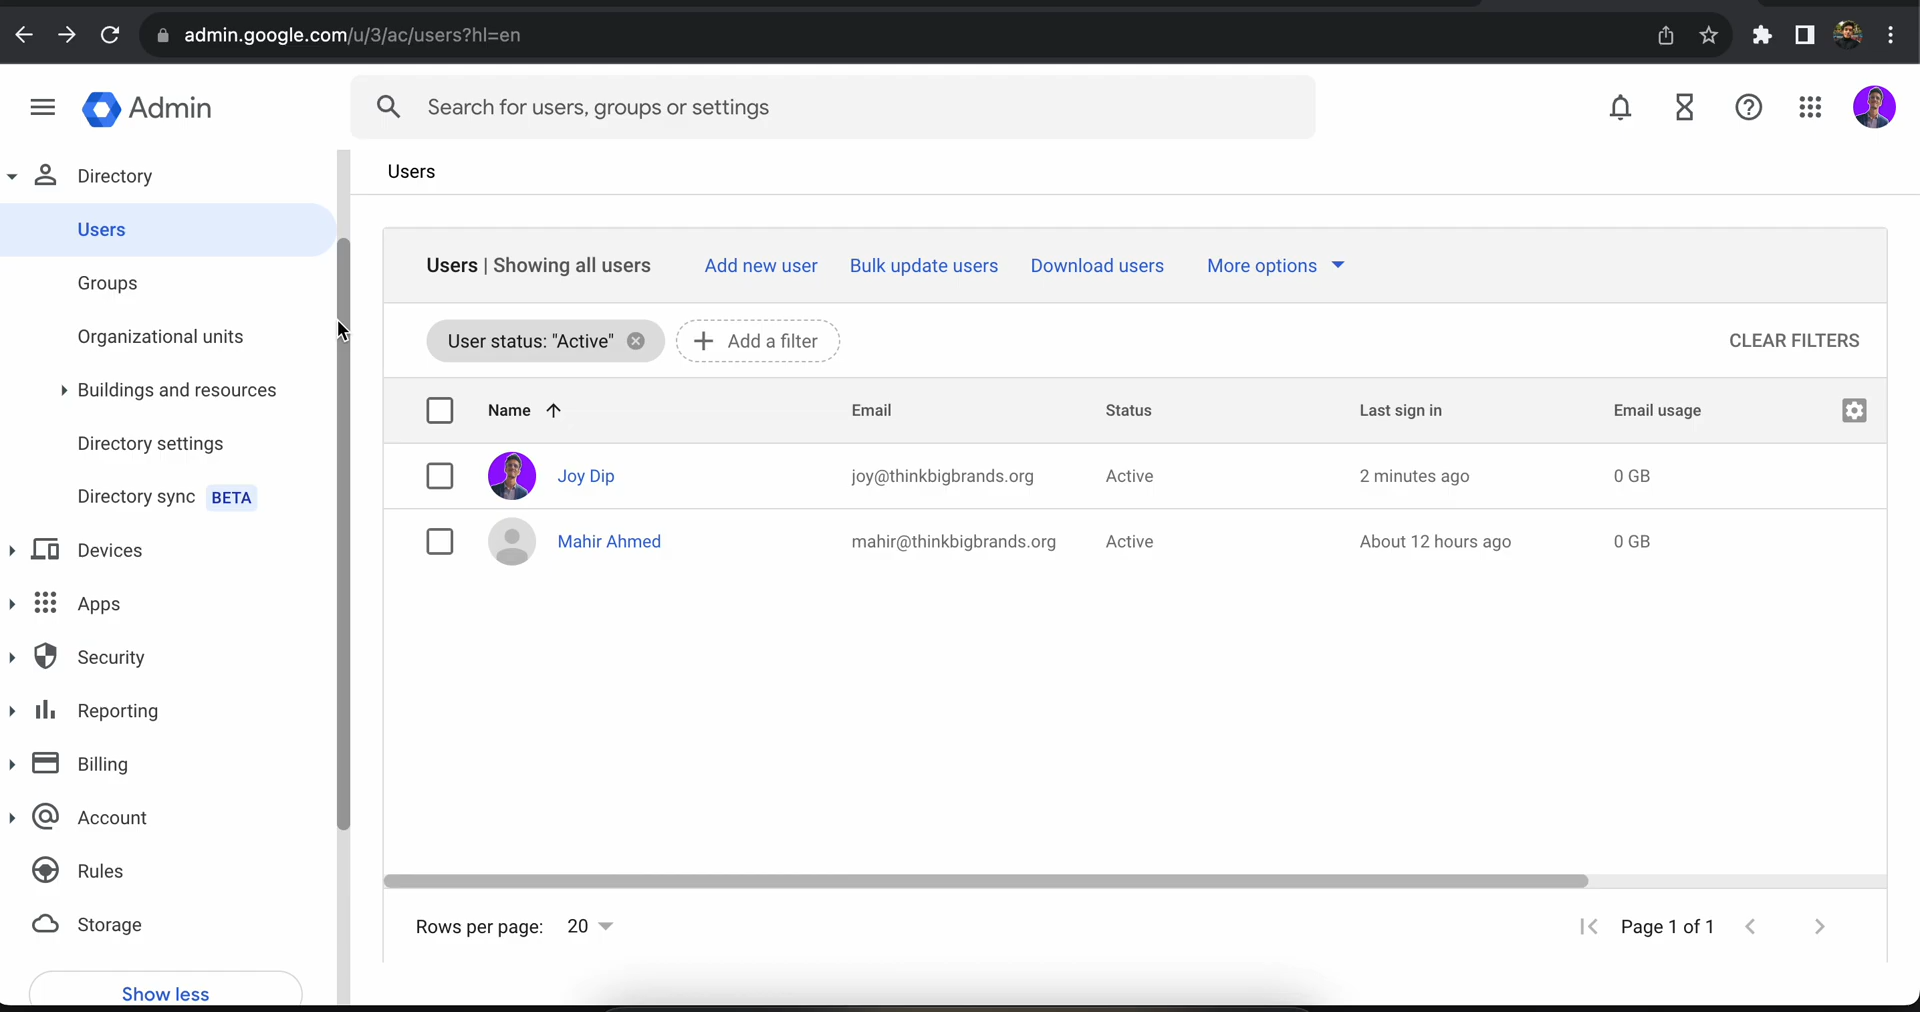 admin.google.com/u/3/ac/users?hl=en
Admin
Search for users, groups or settings
Directory
Users
Groups
Organizational units
Buildings and resources
Directory settings
Directory sync BETA
Devices
Apps
Security
Reporting
Billing
Account
Rules
Storage
Show less
Users
Users | Showing all users
Add new user
Bulk update users
Download users
More options
User status: "Active"
Add a filter
CLEAR FILTERS
Name Email Status Last sign in Email usage
Joy Dip joy@thinkbigbrands.org Active 2 minutes ago 0 GB
Mahir Ahmed mahir@thinkbigbrands.org Active About 12 hours ago 0 GB
Rows per page: 20
Page 1 of 1